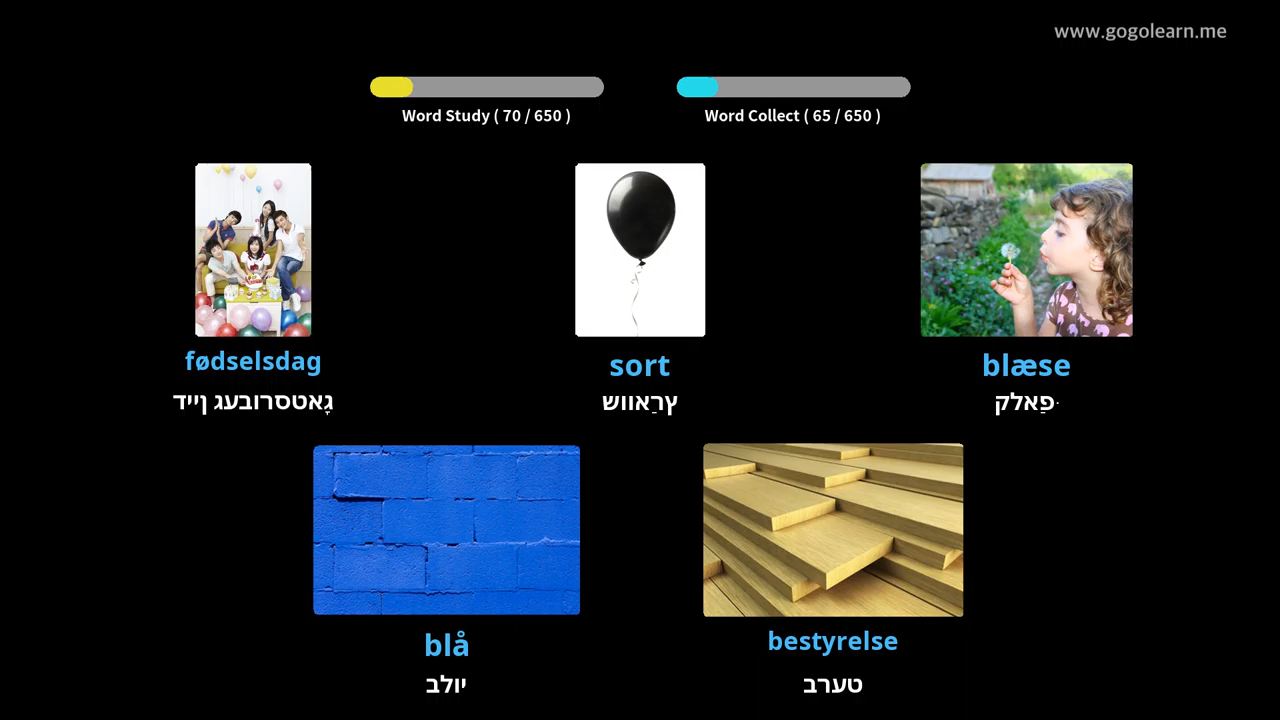 www.gogolearn.me
Word Study ( 70 / 650 )
Word Collect ( 65 / 650 )
fødselsdag
גָאטסרובעג ןייד
sort
ץרַאווש
blæse
ּפַאלק
blå
יולב
bestyrelse
טערב